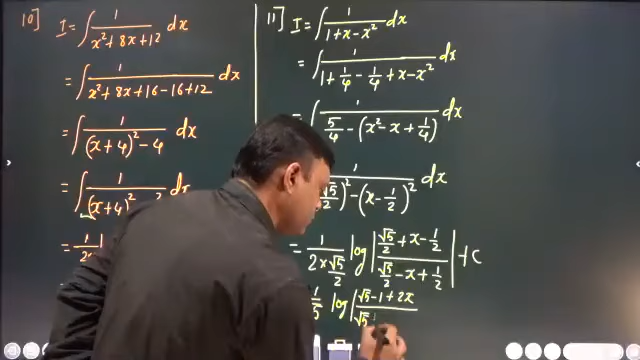 10] I = ∫ 1/(x² + 8x + 12) dx
= ∫ 1/(x² + 8x + 16 - 16 + 12) dx
= ∫ 1/((x + 4)² - 4) dx
= ∫ 1/((x + 4)² - ²) dx
= 1/2
11] I = ∫ 1/(1 + x - x²) dx
= ∫ 1/(1 + 1/4 - 1/4 + x - x²) dx
= ∫ 1/(5/4 - (x² - x + 1/4)) dx
1/(√5/2)² - (x - 1/2)² dx
= 1/(2 × √5/2) log |(√5/2 + x - 1/2)/(√5/2 - x + 1/2)| + c
1/5 log |(√5 - 1 + 2x)/(√5